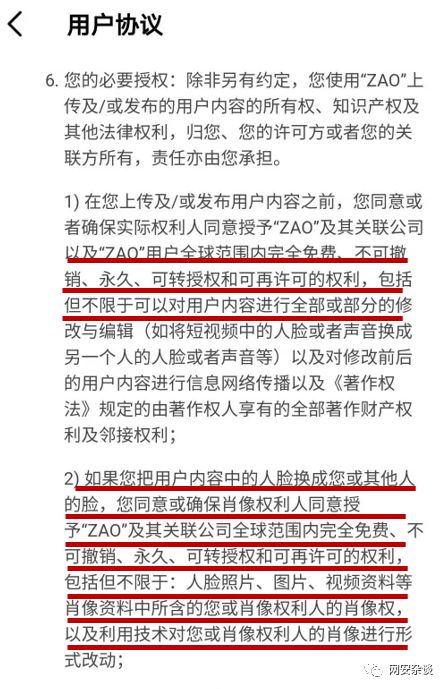 用户协议
6. 您的必要授权：除非另有约定，您使用“ZAO”上
传及/或发布的用户内容的所有权、知识产权及
其他法律权利，归您、您的许可方或者您的关
联方所有，责任亦由您承担。
1) 在您上传及/或发布用户内容之前，您同意或
者确保实际权利人同意授予“ZAO”及其关联公司
以及“ZAO”用户全球范围内完全免费、不可撤
销、永久、可转授权和可再许可的权利，包括
但不限于可以对用户内容进行全部或部分的修
改与编辑（如将短视频中的人脸或者声音换成
另一个人的人脸或者声音等）以及对修改前后
的用户内容进行信息网络传播以及《著作权
法》规定的由著作权人享有的全部著作财产权
利及邻接权利；
2) 如果您把用户内容中的人脸换成您或其他人
的脸，您同意或确保肖像权利人同意授
予“ZAO”及其关联公司全球范围内完全免费、不
可撤销、永久、可转授权和可再许可的权利，
包括但不限于：人脸照片、图片、视频资料等
肖像资料中所含的您或肖像权利人的肖像权，
以及利用技术对您或肖像权利人的肖像进行形
式改动；
网安杂谈